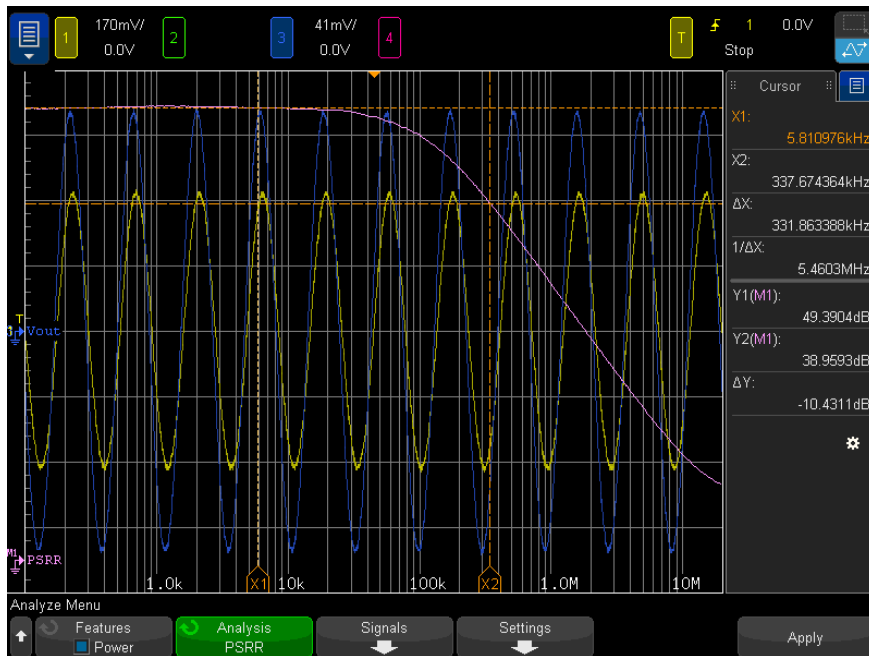 1 170mV/ 0.0V 2 3 41mV/ 0.0V 4 T 1 0.0V
Stop
Cursor
X1:
5.810976kHz
X2:
337.674364kHz
ΔX:
331.863388kHz
1/ΔX:
5.4603MHz
Y1(M1):
49.3904dB
Y2(M1):
38.9593dB
ΔY:
-10.4311dB
T
Vout
M1 PSRR
1.0k X1 10k 100k X2 1.0M 10M
Analyze Menu
Features
Power
Analysis
PSRR
Signals
Settings
Apply